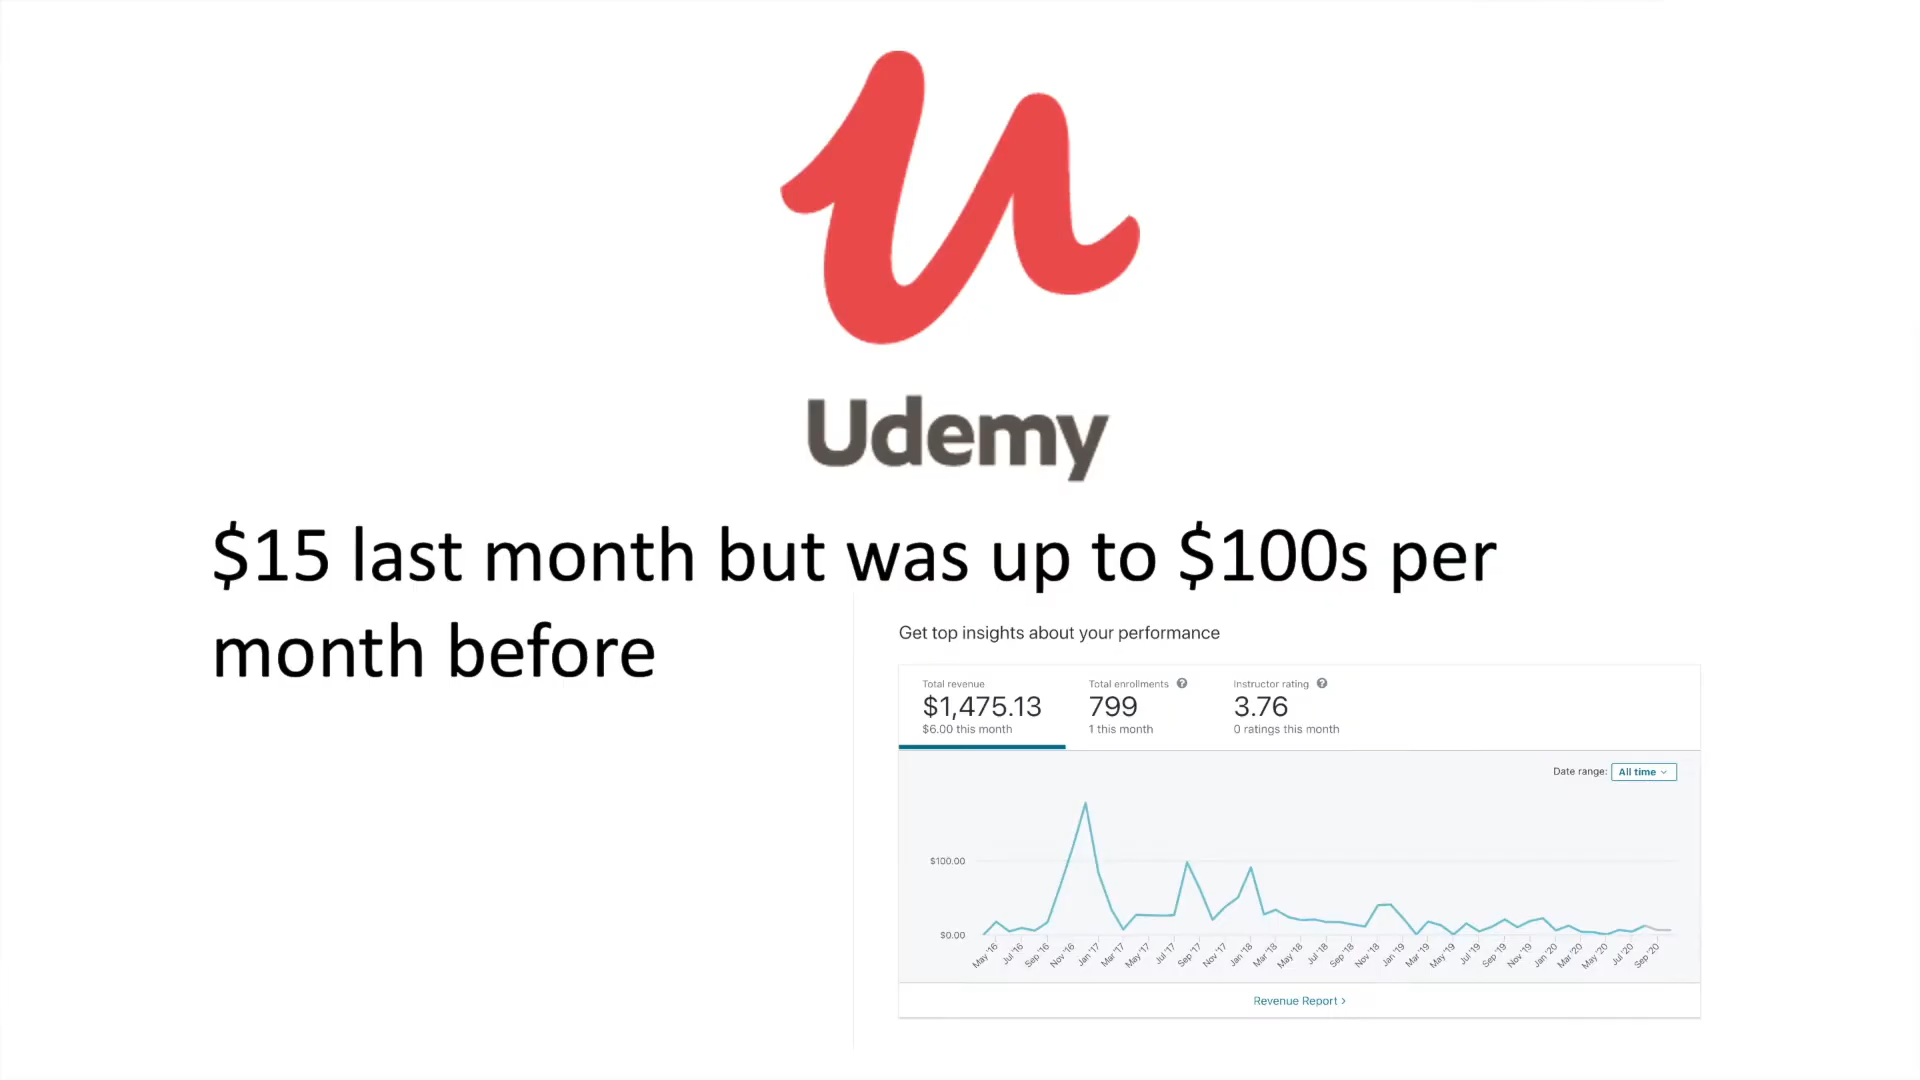 Udemy
$15 last month but was up to $100s per
month before
Get top insights about your performance
Total revenue
$1,475.13
$6.00 this month
Total enrollments ?
799
1 this month
Instructor rating ?
3.76
0 ratings this month
Date range: All time
$100.00
$0.00
May '16 Jul '16 Sep '16 Nov '16 Jan '17 Mar '17 May '17 Jul '17 Sep '17 Nov '17 Jan '18 Mar '18 May '18 Jul '18 Sep '18 Nov '18 Jan '19 Mar '19 May '19 Jul '19 Sep '19 Nov '19 Jan '20 Mar '20 May '20 Jul '20 Sep '20
Revenue Report >